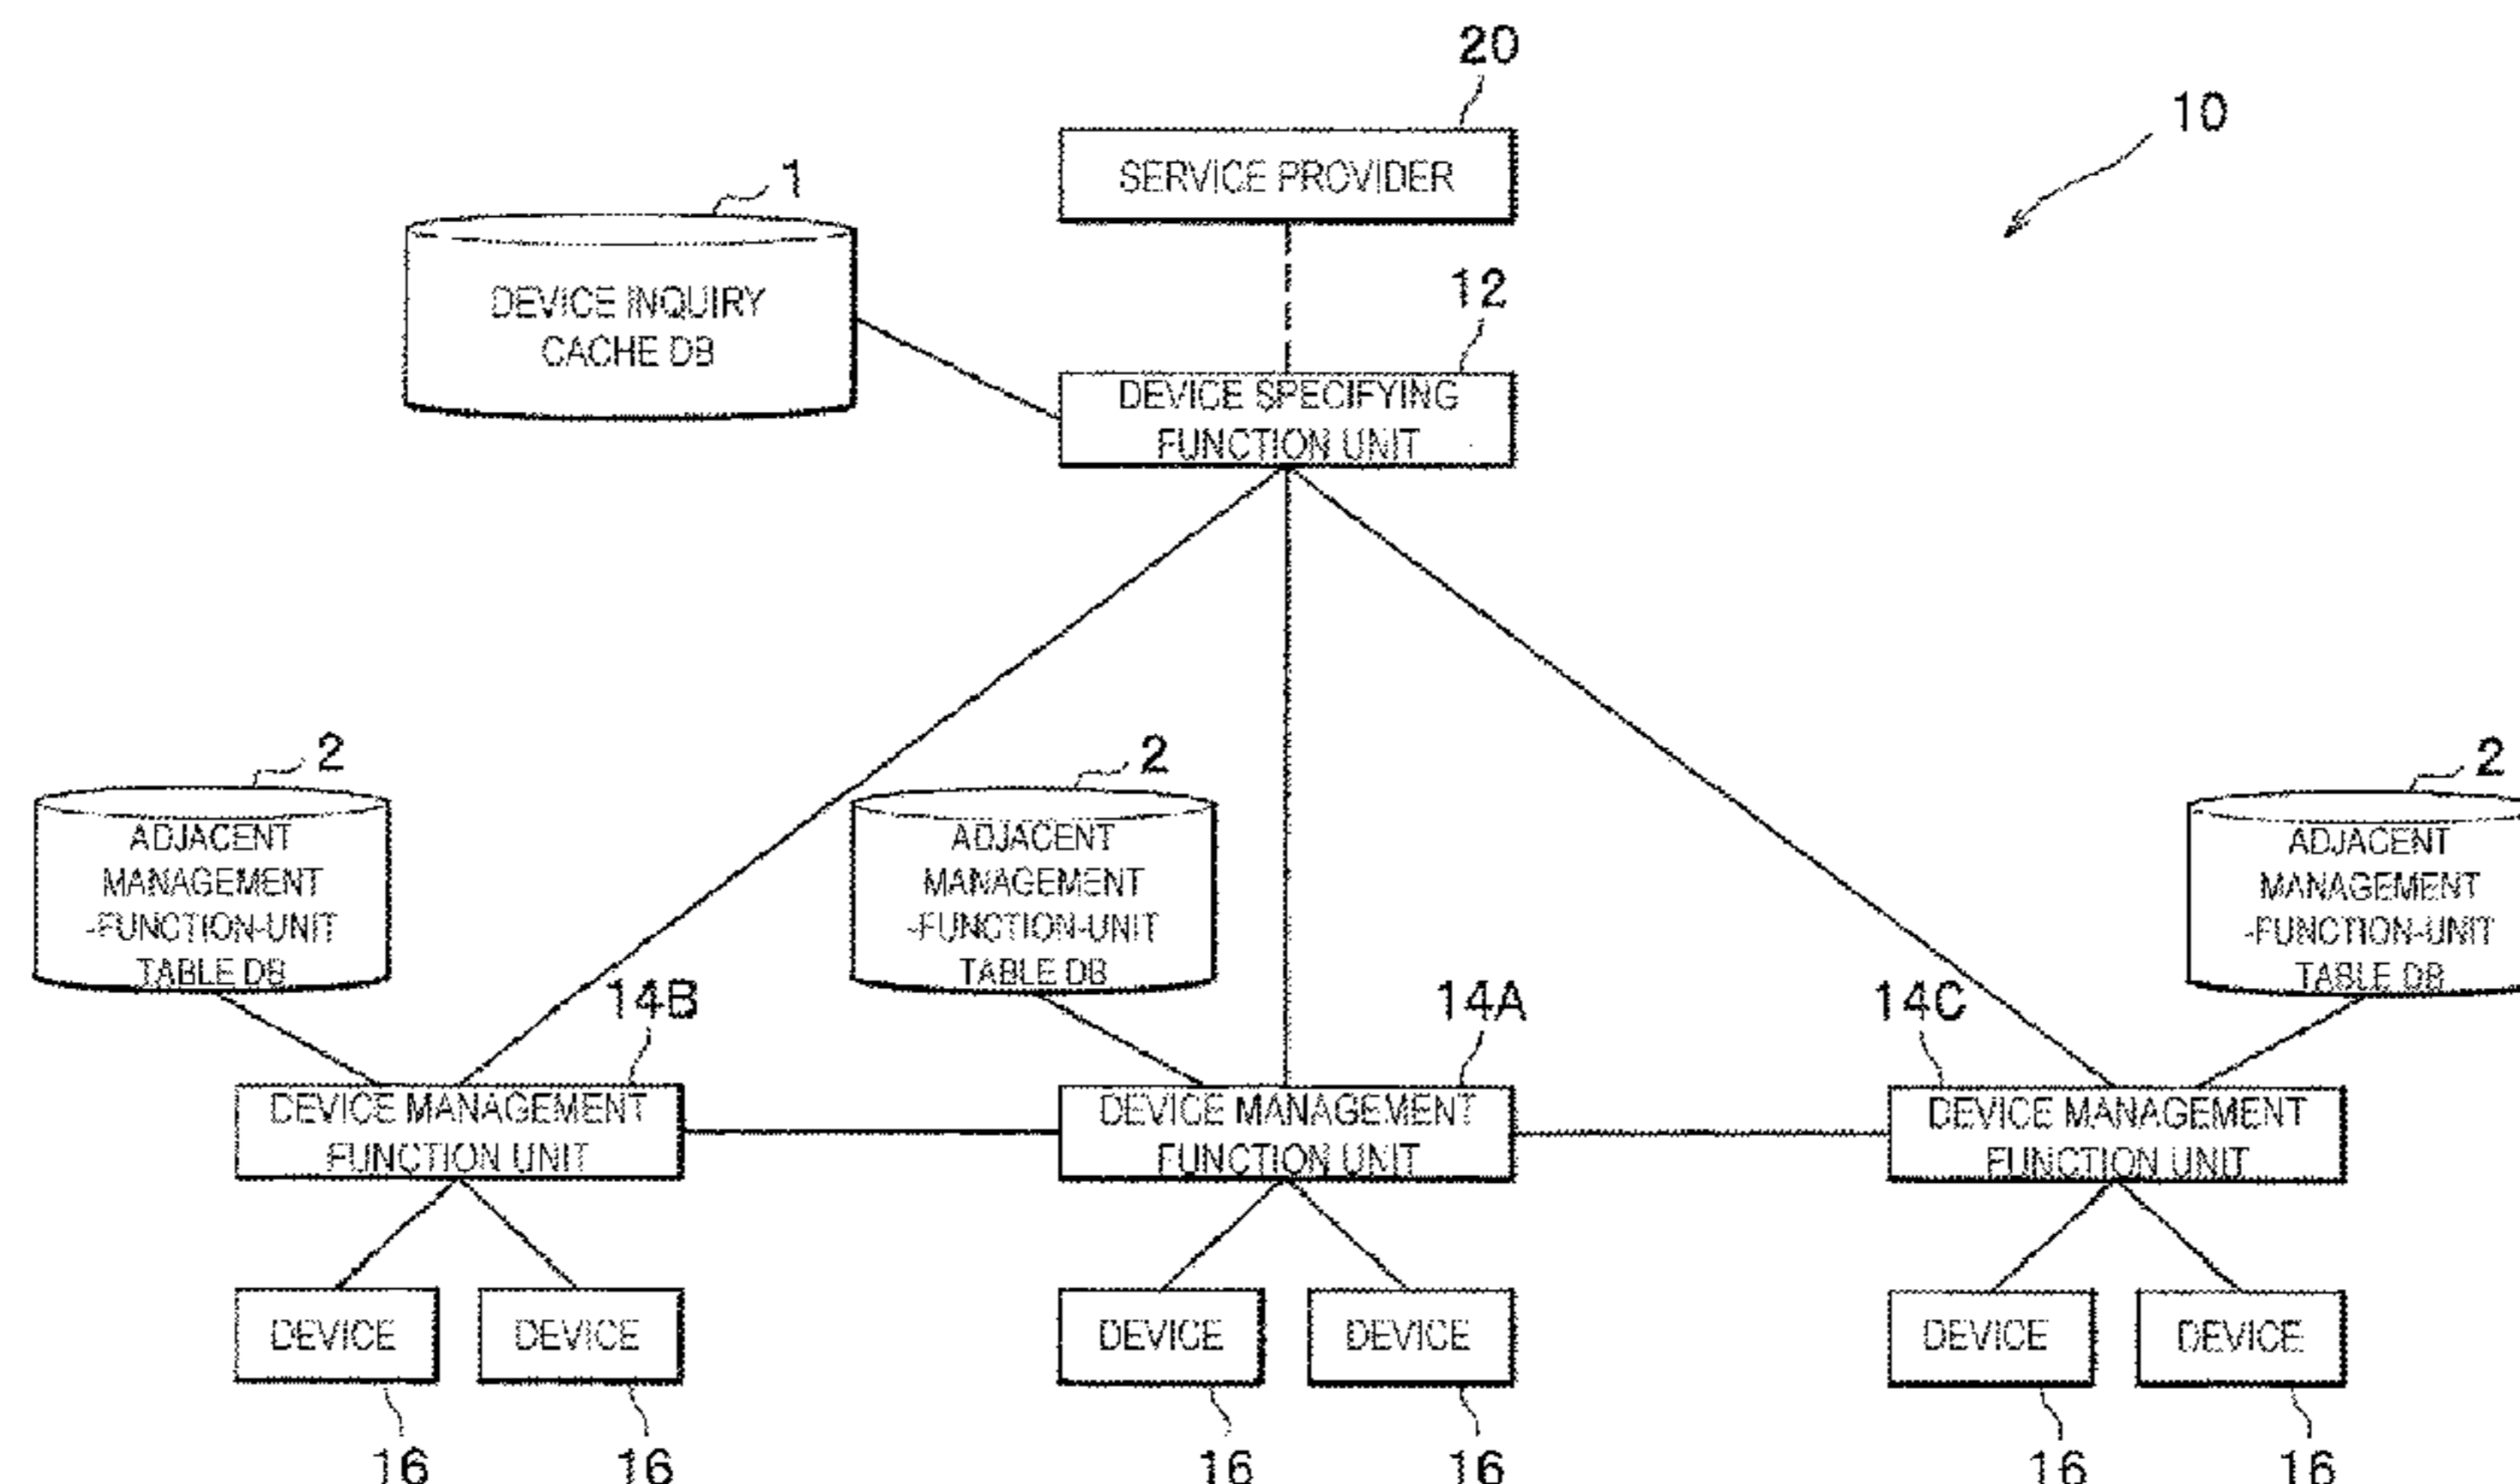 20
10
SERVICE PROVIDER
1
DEVICE INQUIRY
CACHE DB
12
DEVICE SPECIFYING
FUNCTION UNIT
2
ADJACENT
MANAGEMENT
-FUNCTION-UNIT
TABLE DB
2
ADJACENT
MANAGEMENT
-FUNCTION-UNIT
TABLE DB
2
ADJACENT
MANAGEMENT
-FUNCTION-UNIT
TABLE DB
14B
DEVICE MANAGEMENT
FUNCTION UNIT
14A
DEVICE MANAGEMENT
FUNCTION UNIT
14C
DEVICE MANAGEMENT
FUNCTION UNIT
DEVICE
DEVICE
DEVICE
DEVICE
DEVICE
DEVICE
16
16
16
16
16
16